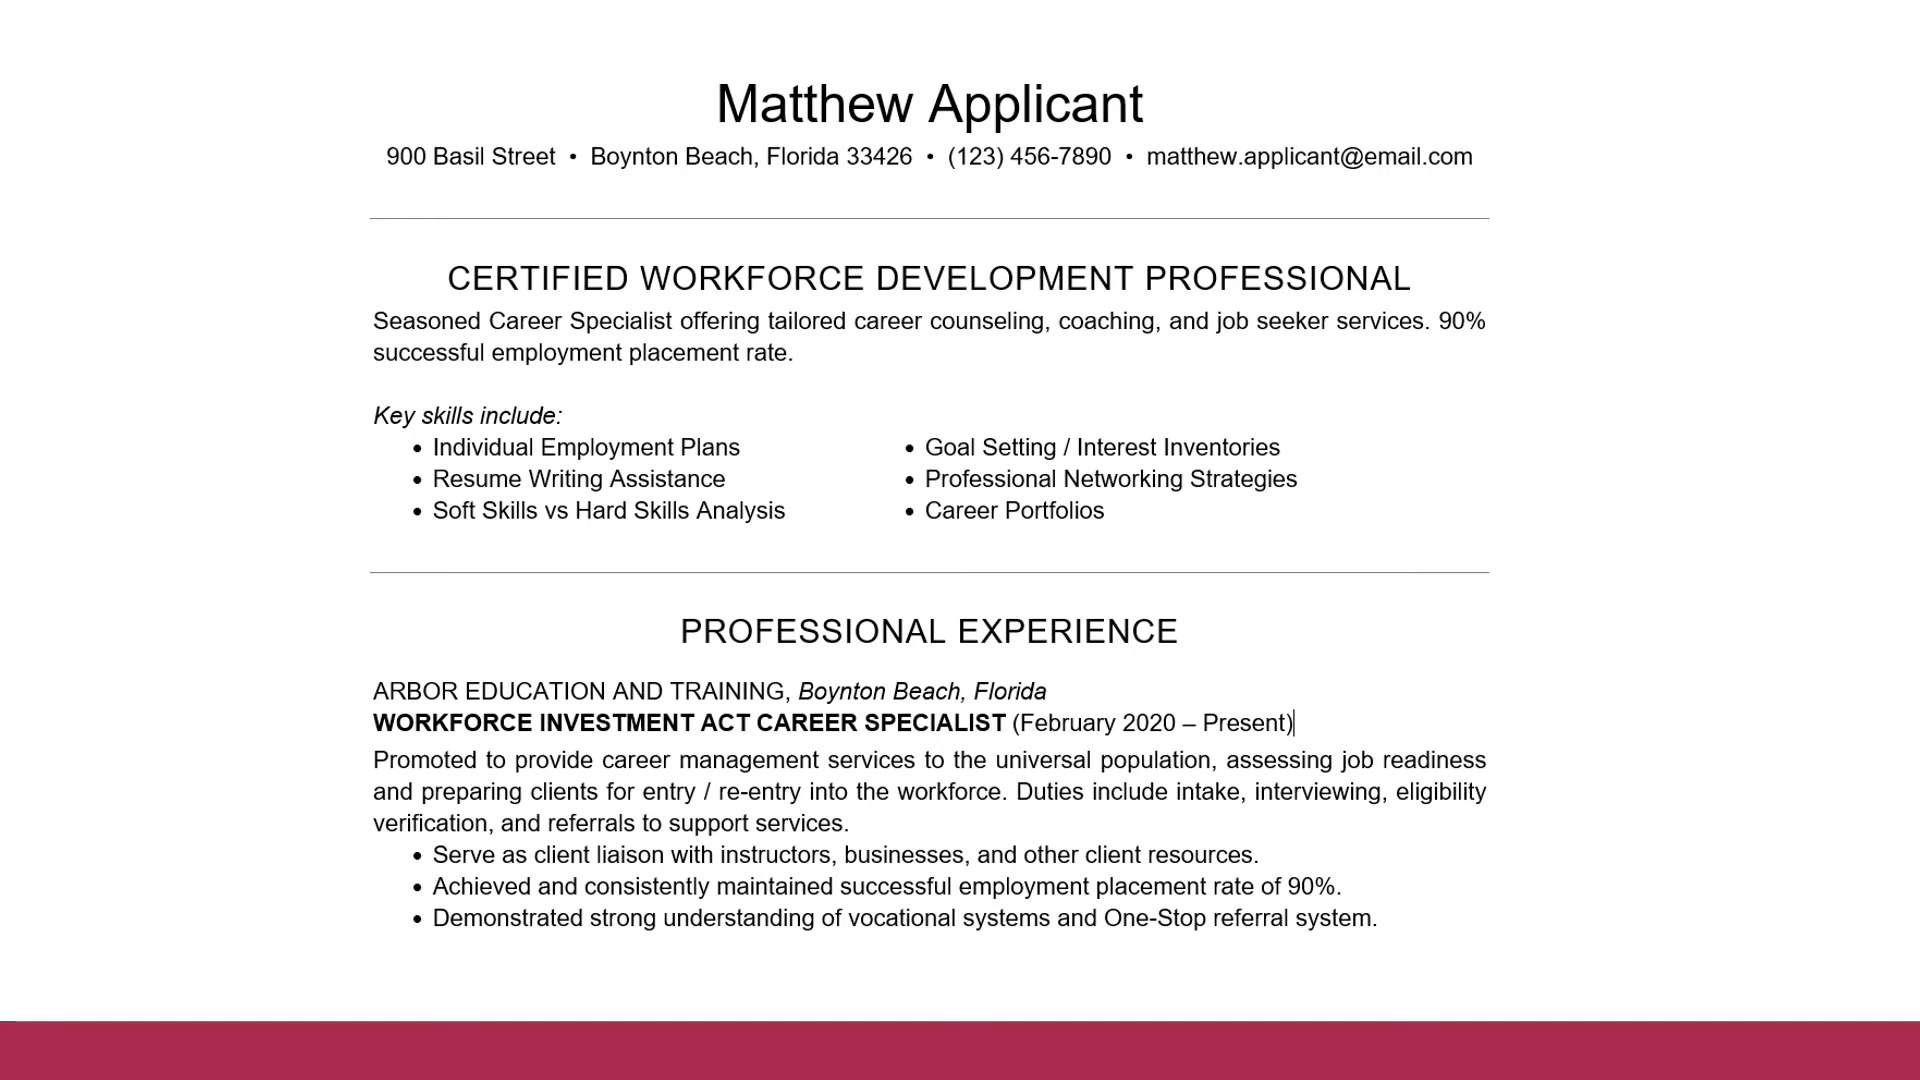 Matthew Applicant
900 Basil Street • Boynton Beach, Florida 33426 • (123) 456-7890 • matthew.applicant@email.com
CERTIFIED WORKFORCE DEVELOPMENT PROFESSIONAL
Seasoned Career Specialist offering tailored career counseling, coaching, and job seeker services. 90%
successful employment placement rate.
Key skills include:
• Individual Employment Plans
• Resume Writing Assistance
• Soft Skills vs Hard Skills Analysis
• Goal Setting / Interest Inventories
• Professional Networking Strategies
• Career Portfolios
PROFESSIONAL EXPERIENCE
ARBOR EDUCATION AND TRAINING, Boynton Beach, Florida
WORKFORCE INVESTMENT ACT CAREER SPECIALIST (February 2020 – Present)
Promoted to provide career management services to the universal population, assessing job readiness
and preparing clients for entry / re-entry into the workforce. Duties include intake, interviewing, eligibility
verification, and referrals to support services.
• Serve as client liaison with instructors, businesses, and other client resources.
• Achieved and consistently maintained successful employment placement rate of 90%.
• Demonstrated strong understanding of vocational systems and One-Stop referral system.